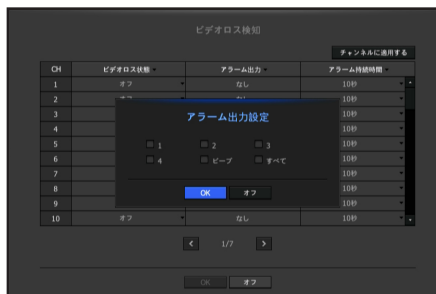 ビデオロス検知
チャンネルに適用する
CH ビデオロス状態 アラーム出力 アラーム持続時間
1 オフ なし 10秒
2 オフ なし 10秒
3 10秒
4 10秒
5 10秒
6 10秒
7 10秒
8 10秒
9 10秒
10 オフ なし 10秒
アラーム出力設定
1 2 3
4 ビープ すべて
OK オフ
1/7
OK オフ